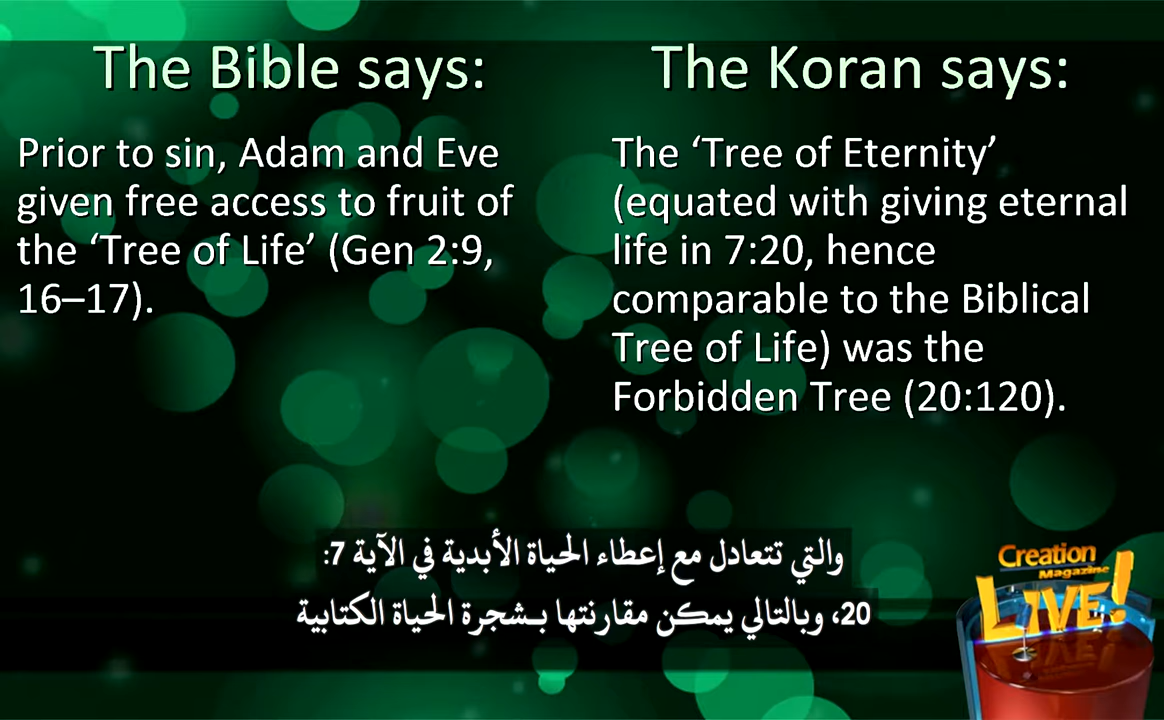 The Bible says:
Prior to sin, Adam and Eve
given free access to fruit of
the ‘Tree of Life’ (Gen 2:9,
16–17).
The Koran says:
The ‘Tree of Eternity’
(equated with giving eternal
life in 7:20, hence
comparable to the Biblical
Tree of Life) was the
Forbidden Tree (20:120).
والتي تتعادل مع إعطاء الحياة الأبدية في الآية 7:
20، وبالتالي يمكن مقارنتها بـشجرة الحياة الكتابية
Creation
Magazine
LIVE!